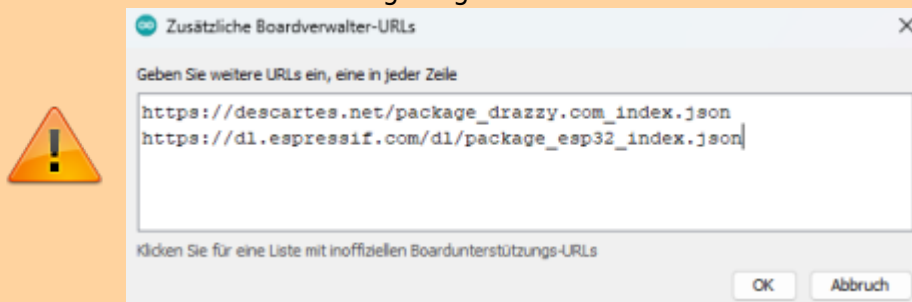 Zusätzliche Boardverwalter-URLs
Geben Sie weitere URLs ein, eine in jeder Zeile
https://descartes.net/package_drazzy.com_index.json
https://dl.espressif.com/dl/package_esp32_index.json
Klicken Sie für eine Liste mit inoffiziellen Boardunterstützungs-URLs
OK Abbruch